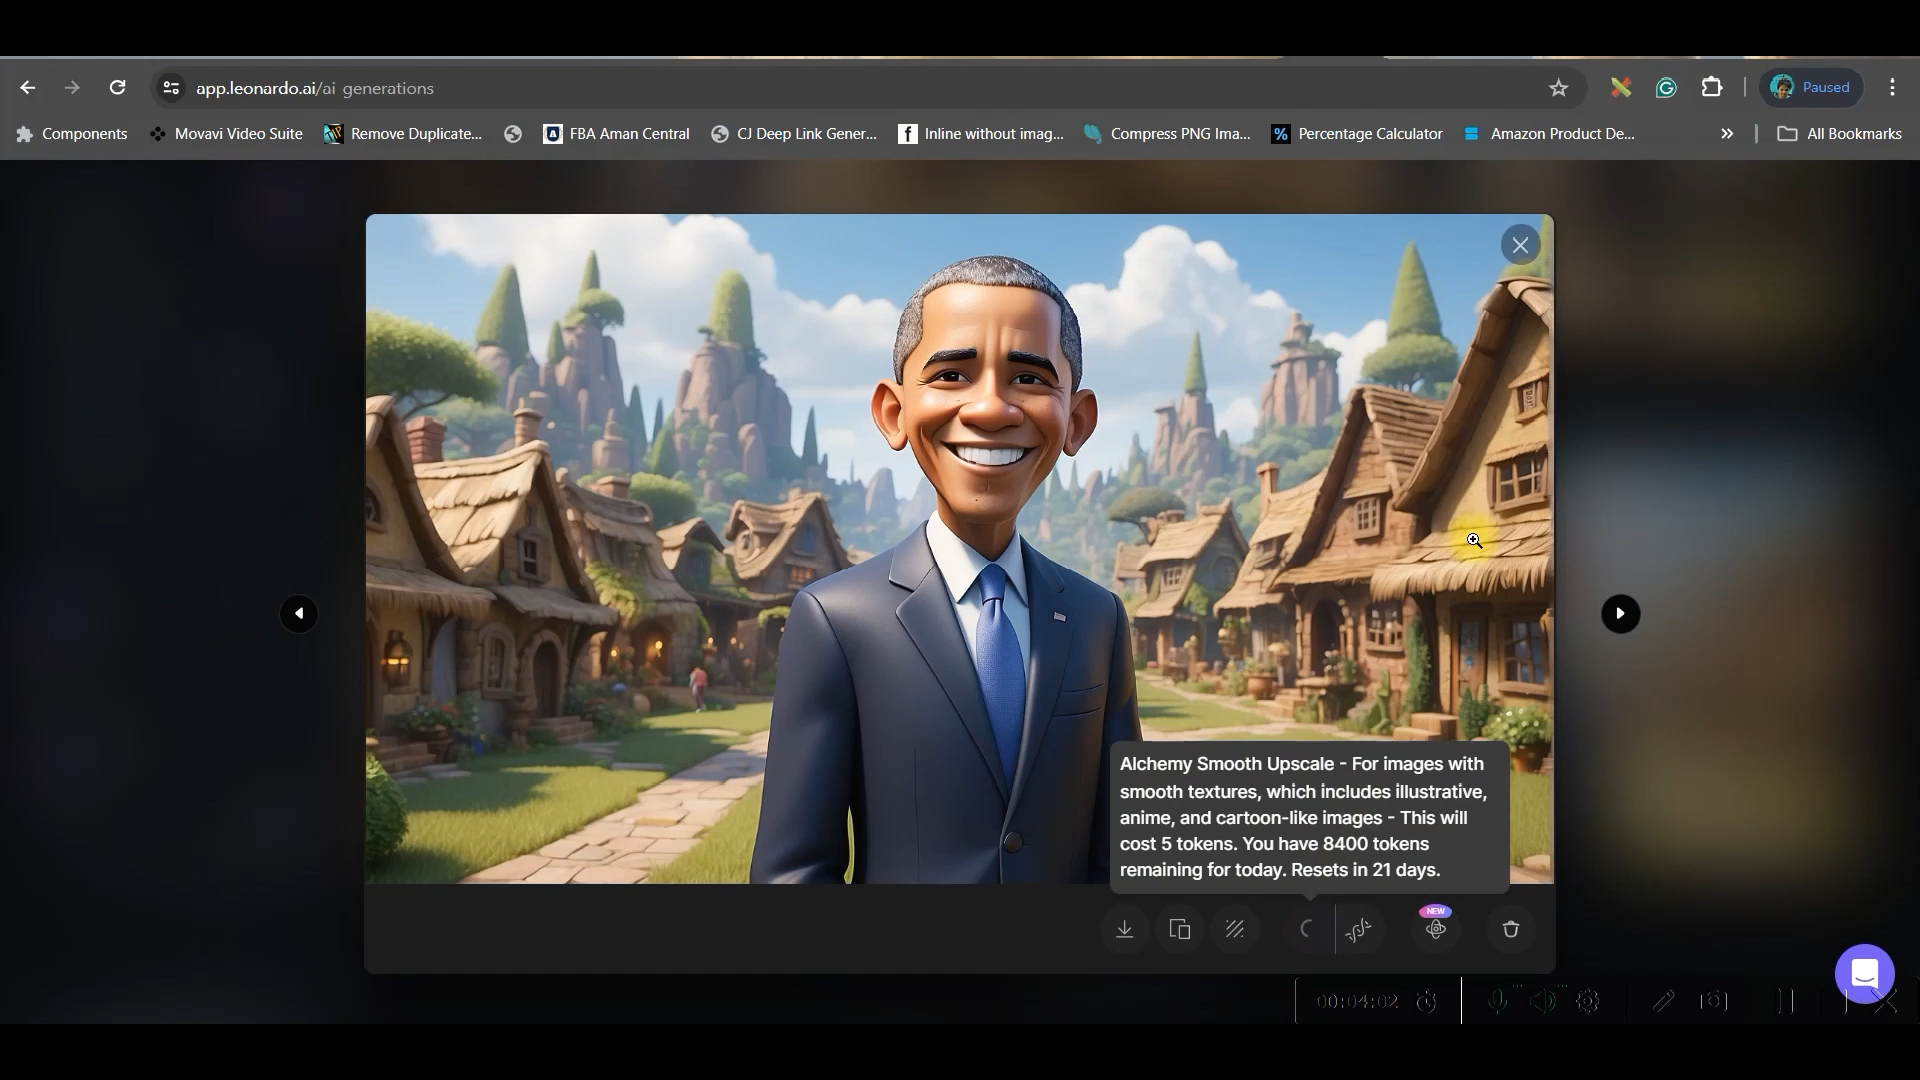 app.leonardo.ai/ai generations
Paused
Components
Movavi Video Suite
Remove Duplicate...
FBA Aman Central
CJ Deep Link Gener...
Inline without imag...
Compress PNG Ima...
Percentage Calculator
Amazon Product De...
All Bookmarks
Alchemy Smooth Upscale - For images with
smooth textures, which includes illustrative,
anime, and cartoon-like images - This will
cost 5 tokens. You have 8400 tokens
remaining for today. Resets in 21 days.
NEW
00:04:02